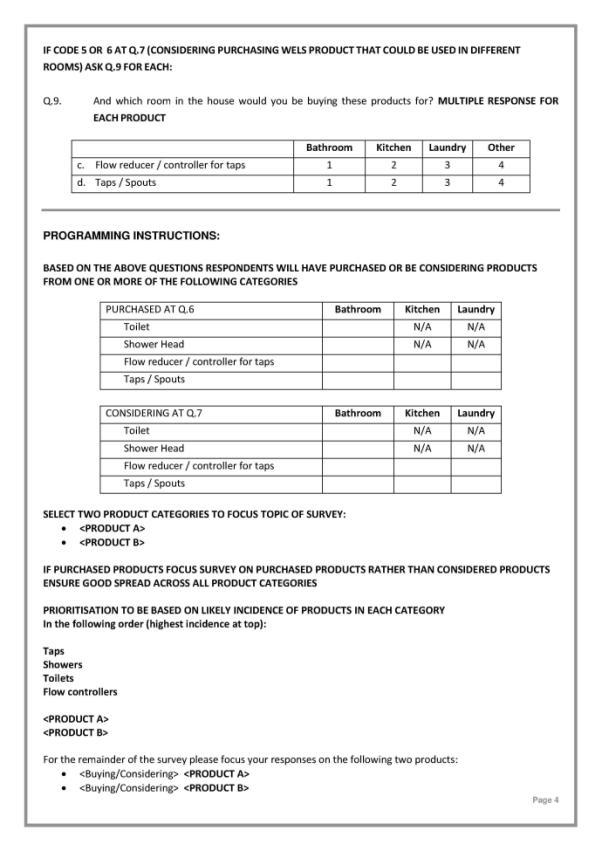 IF CODE 5 OR 6 AT Q.7 (CONSIDERING PURCHASING WELS PRODUCT THAT COULD BE USED IN DIFFERENT
ROOMS) ASK Q.9 FOR EACH:
Q.9. And which room in the house would you be buying these products for? MULTIPLE RESPONSE FOR
EACH PRODUCT
Bathroom Kitchen Laundry Other
c. Flow reducer / controller for taps 1 2 3 4
d. Taps / Spouts 1 2 3 4
PROGRAMMING INSTRUCTIONS:
BASED ON THE ABOVE QUESTIONS RESPONDENTS WILL HAVE PURCHASED OR BE CONSIDERING PRODUCTS
FROM ONE OR MORE OF THE FOLLOWING CATEGORIES
PURCHASED AT Q.6 Bathroom Kitchen Laundry
Toilet N/A N/A
Shower Head N/A N/A
Flow reducer / controller for taps
Taps / Spouts
CONSIDERING AT Q.7 Bathroom Kitchen Laundry
Toilet N/A N/A
Shower Head N/A N/A
Flow reducer / controller for taps
Taps / Spouts
SELECT TWO PRODUCT CATEGORIES TO FOCUS TOPIC OF SURVEY:
• <PRODUCT A>
• <PRODUCT B>
IF PURCHASED PRODUCTS FOCUS SURVEY ON PURCHASED PRODUCTS RATHER THAN CONSIDERED PRODUCTS
ENSURE GOOD SPREAD ACROSS ALL PRODUCT CATEGORIES
PRIORITISATION TO BE BASED ON LIKELY INCIDENCE OF PRODUCTS IN EACH CATEGORY
In the following order (highest incidence at top):
Taps
Showers
Toilets
Flow controllers
<PRODUCT A>
<PRODUCT B>
For the remainder of the survey please focus your responses on the following two products:
• <Buying/Considering> <PRODUCT A>
• <Buying/Considering> <PRODUCT B>
Page 4